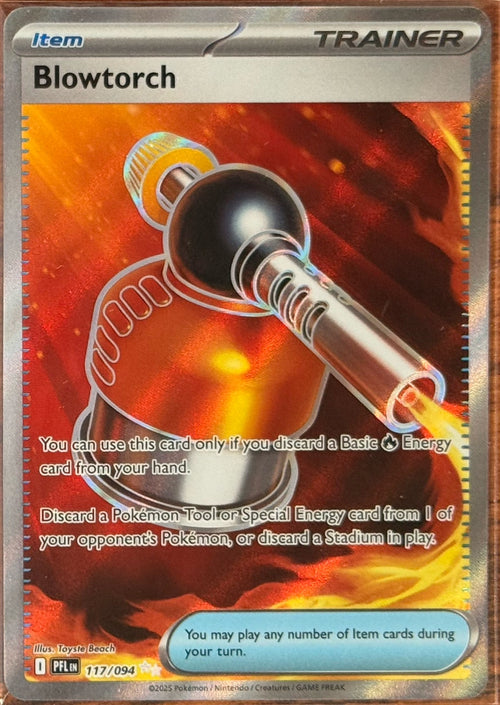 Item
TRAINER
Blowtorch
You can use this card only if you discard a Basic Energy
card from your hand.
Discard a Pokémon Tool or Special Energy card from 1 of
your opponent's Pokémon, or discard a Stadium in play.
You may play any number of Item cards during
your turn.
Illus. Toyste Beach
I PFL EN 117/094
©2025 Pokémon / Nintendo / Creatures / GAME FREAK